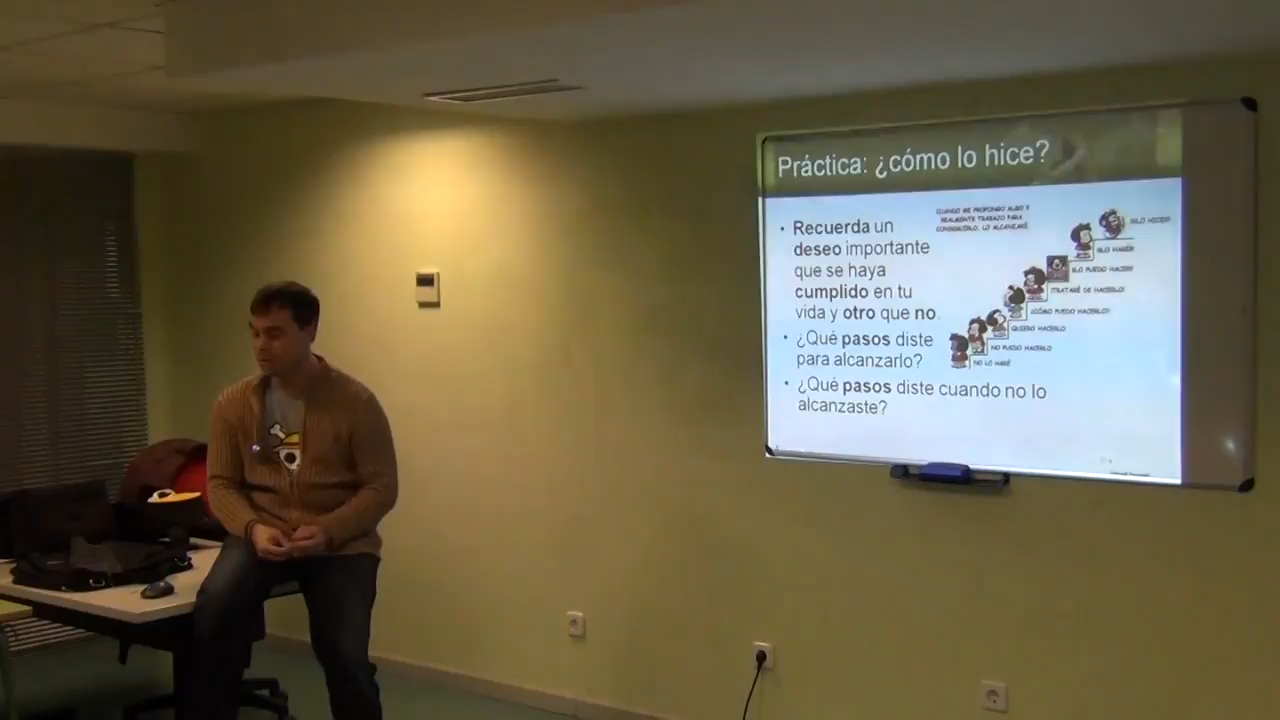 Práctica: ¿cómo lo hice?
• Recuerda un
deseo importante
que se haya
cumplido en tu
vida y otro que no.
• ¿Qué pasos diste
para alcanzarlo?
• ¿Qué pasos diste cuando no lo
alcanzaste?
CUANDO ME PROPONGO ALGO Y
REALMENTE TRABAJO PARA
CONSEGUIRLO, LO ALCANZARÉ
¡SÍ,LO HICE!!
SÍLO HARÉ!
SÍLO PUEDO HACER!!
¡TRATARÉ DE HACERLO!
¿CÓMO PUEDO HACERLO?
QUIERO HACERLO
NO PUEDO HACERLO
NO LO HARÉ